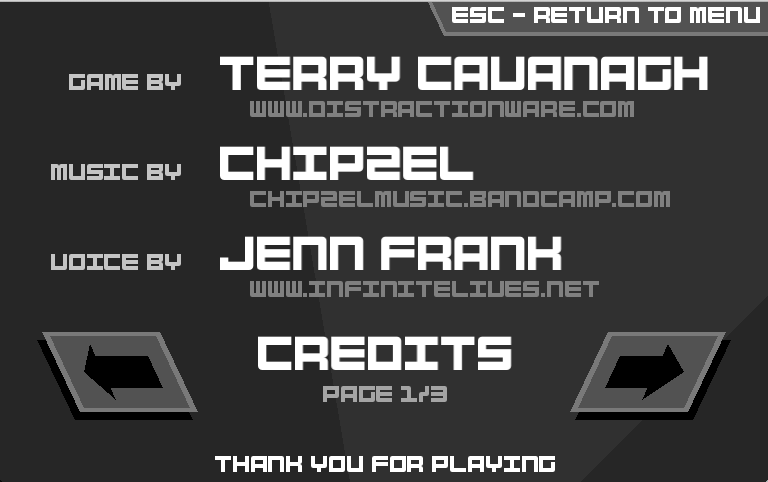 ESC - RETURN TO MENU
GAME BY TERRY CAVANAGH
WWW.DISTRACTIONWARE.COM
MUSIC BY CHIPZEL
CHIPZELMUSIC.BANDCAMP.COM
VOICE BY JENN FRANK
WWW.INFINITELIVES.NET
CREDITS
PAGE 1/3
THANK YOU FOR PLAYING